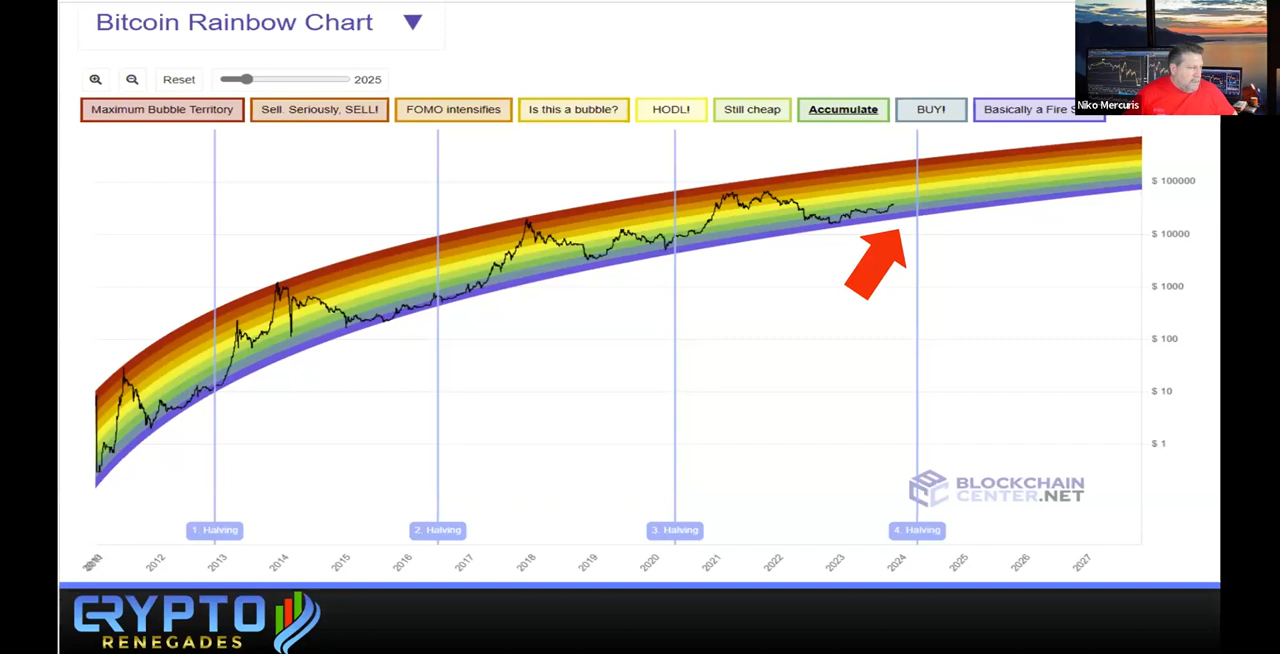 Bitcoin Rainbow Chart
Reset 2025
Maximum Bubble Territory Sell. Seriously, SELL! FOMO intensifies Is this a bubble? HODL! Still cheap Accumulate BUY! Basically a Fire S
Niko Mercuris
$ 100000
$ 10000
$ 1000
$ 100
$ 10
$ 1
BLOCKCHAIN
CENTER.NET
1. Halving 2. Halving 3. Halving 4. Halving
2012 2013 2014 2015 2016 2017 2018 2019 2020 2021 2022 2023 2024 2025 2026 2027
CRYPTO
RENEGADES